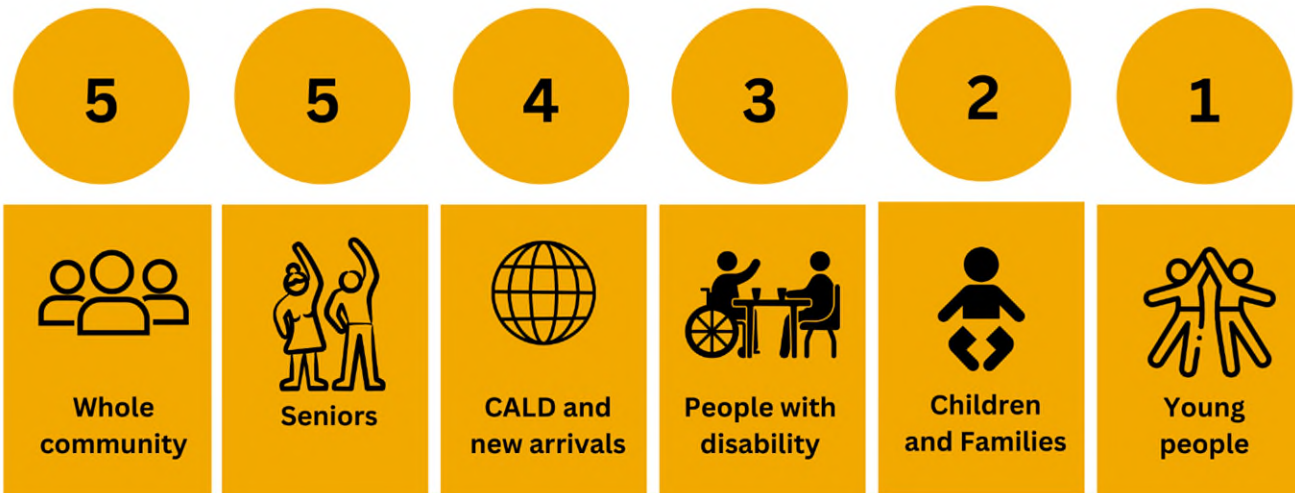 5
5
4
3
2
1
Whole
community
Seniors
CALD and
new arrivals
People with
disability
Children
and Families
Young
people